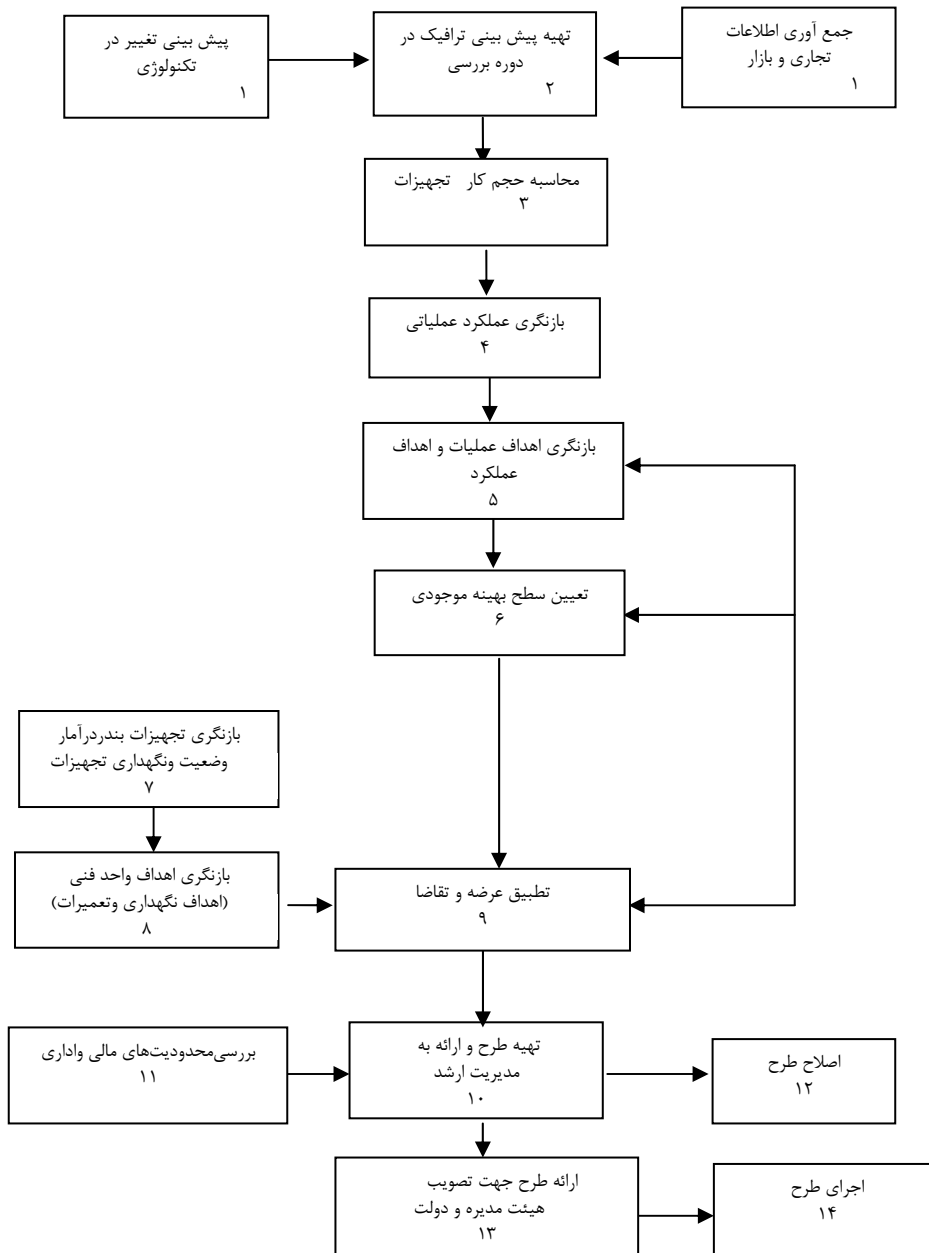 جمع آوری اطلاعات
تجاری و بازار
۱
تهیه پیش بینی ترافیک در
دوره بررسی
۲
پیش بینی تغییر در
تکنولوژی
۱
محاسبه حجم کار تجهیزات
۳
بازنگری عملکرد عملیاتی
۴
بازنگری اهداف عملیات و اهداف
عملکرد
۵
تعیین سطح بهینه موجودی
۶
بازنگری تجهیزات بندردرآمار
وضعیت ونگهداری تجهیزات
۷
بازنگری اهداف واحد فنی
(اهداف نگهداری وتعمیرات)
۸
تطبیق عرضه و تقاضا
۹
تهیه طرح و ارائه به
مدیریت ارشد
۱۰
بررسی‌محدودیت‌های مالی واداری
۱۱
اصلاح طرح
۱۲
ارائه طرح جهت تصویب
هیئت مدیره و دولت
۱۳
اجرای طرح
۱۴